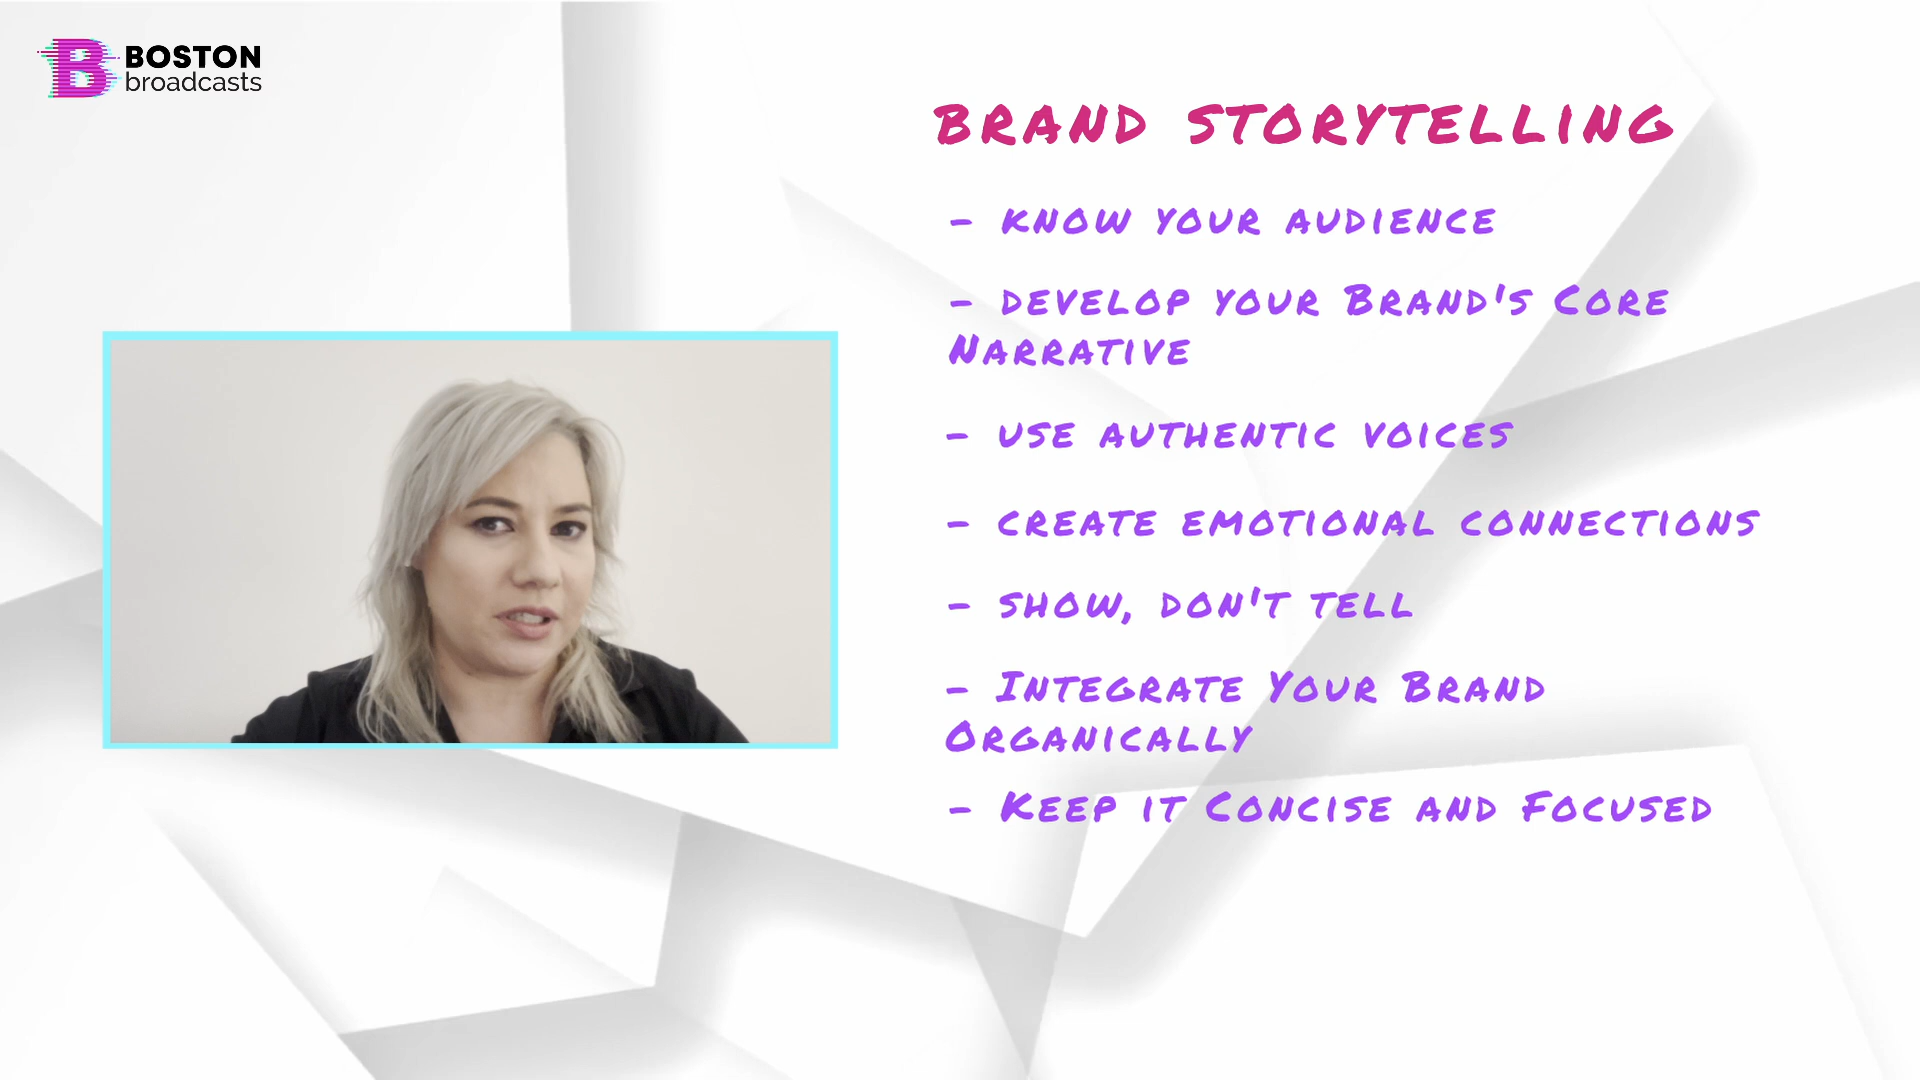 BOSTON
broadcasts
BRAND STORYTELLING
- KNOW YOUR AUDIENCE
- DEVELOP YOUR BRAND'S CORE
NARRATIVE
- USE AUTHENTIC VOICES
- CREATE EMOTIONAL CONNECTIONS
- SHOW, DON'T TELL
- INTEGRATE YOUR BRAND
ORGANICALLY
- KEEP IT CONCISE AND FOCUSED